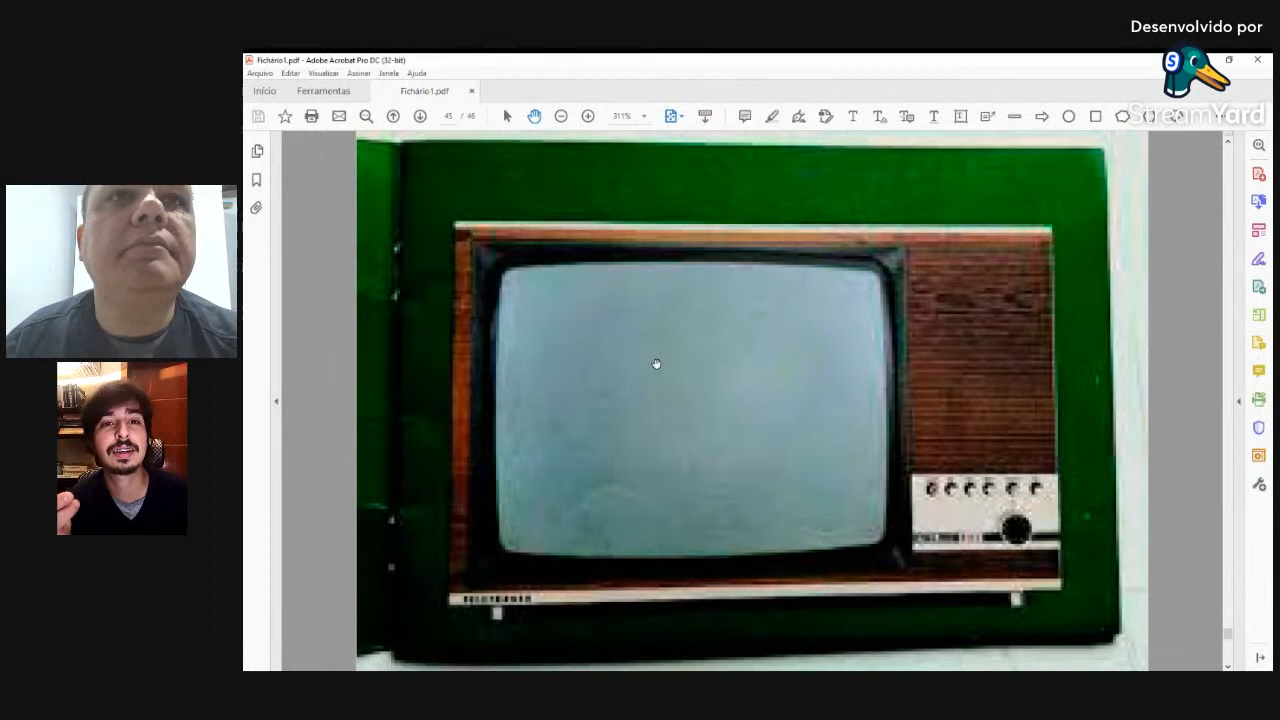 Desenvolvido por
StreamYard
Fichário1.pdf - Adobe Acrobat Pro DC (32-bit)
Arquivo Editar Visualizar Assinar Janela Ajuda
Início Ferramentas Fichário1.pdf
45 / 46 311%